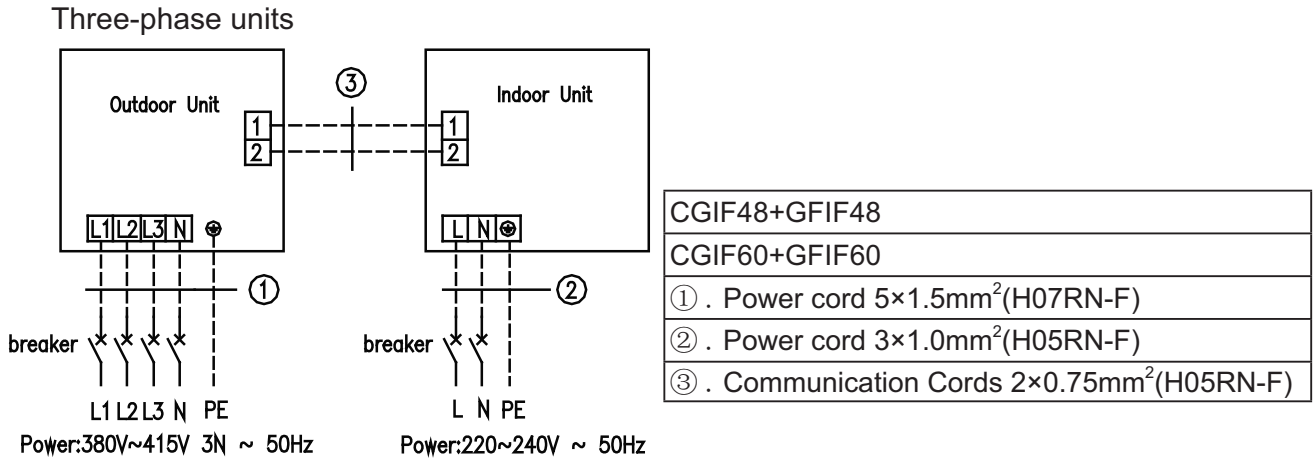 Three-phase units
Outdoor Unit
1
2
③
Indoor Unit
1
2
L1 L2 L3 N
①
breaker
L1 L2 L3 N PE
Power:380V~415V 3N ~ 50Hz
L N
②
breaker
L N PE
Power:220~240V ~ 50Hz
CGIF48+GFIF48
CGIF60+GFIF60
①. Power cord 5×1.5mm²(H07RN-F)
②. Power cord 3×1.0mm²(H05RN-F)
③. Communication Cords 2×0.75mm²(H05RN-F)